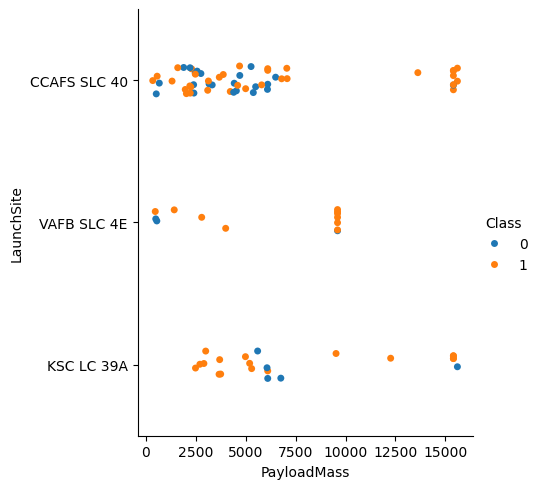 CCAFS SLC 40
VAFB SLC 4E
KSC LC 39A
LaunchSite
0 2500 5000 7500 10000 12500 15000
PayloadMass
Class
0
1